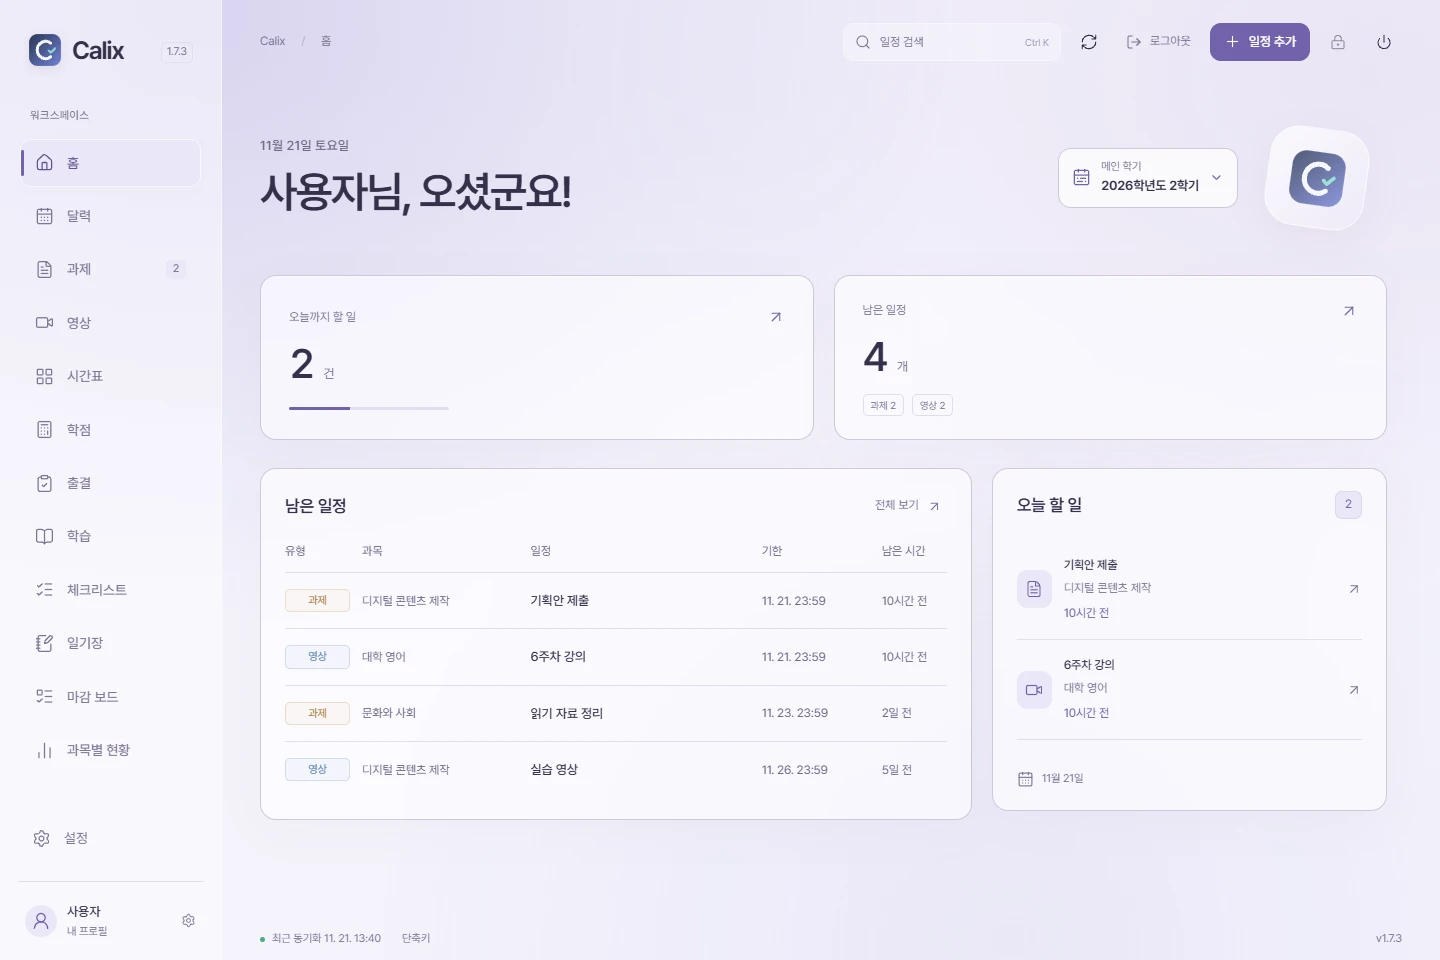 Calix
1.7.3
워크스페이스
홈
달력
과제 2
영상
시간표
학점
출결
학습
체크리스트
일기장
마감 보드
과목별 현황
설정
사용자
내 프로필
Calix / 홈
일정 검색 Ctrl K
로그아웃
일정 추가
11월 21일 토요일
사용자님, 오셨군요!
메인 학기
2026학년도 2학기
오늘까지 할 일
2 건
남은 일정
4 개
과제 2 영상 2
남은 일정 전체 보기
유형 과목 일정 기한 남은 시간
과제 디지털 콘텐츠 제작 기획안 제출 11. 21. 23:59 10시간 전
영상 대학 영어 6주차 강의 11. 21. 23:59 10시간 전
과제 문화와 사회 읽기 자료 정리 11. 23. 23:59 2일 전
영상 디지털 콘텐츠 제작 실습 영상 11. 26. 23:59 5일 전
오늘 할 일 2
기획안 제출
디지털 콘텐츠 제작
10시간 전
6주차 강의
대학 영어
10시간 전
11월 21일
최근 동기화 11. 21. 13:40 단축키
v1.7.3